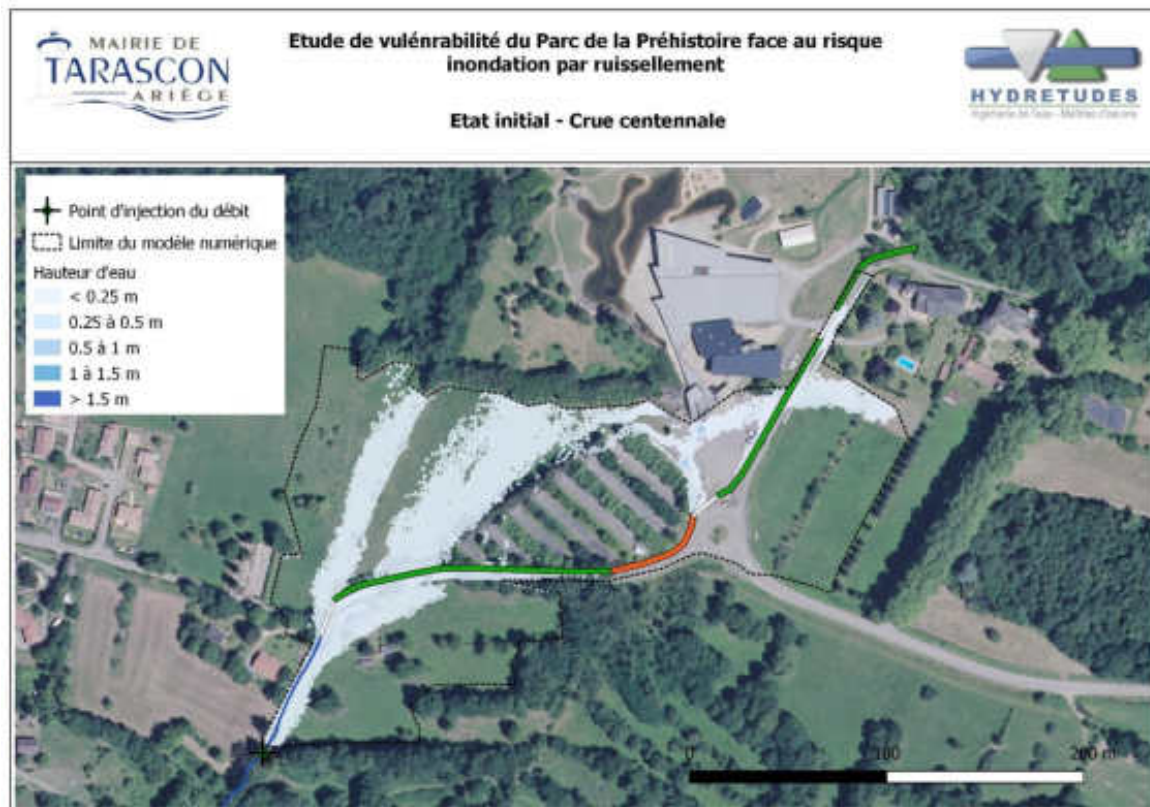 MAIRIE DE
TARASCON
ARIÈGE
Etude de vulénrabilité du Parc de la Préhistoire face au risque
inondation par ruissellement
Etat initial - Crue centennale
HYDRETUDES
Point d'injection du débit
Limite du modèle numérique
Hauteur d'eau
< 0.25 m
0.25 à 0.5 m
0.5 à 1 m
1 à 1.5 m
> 1.5 m
0 100 200 m